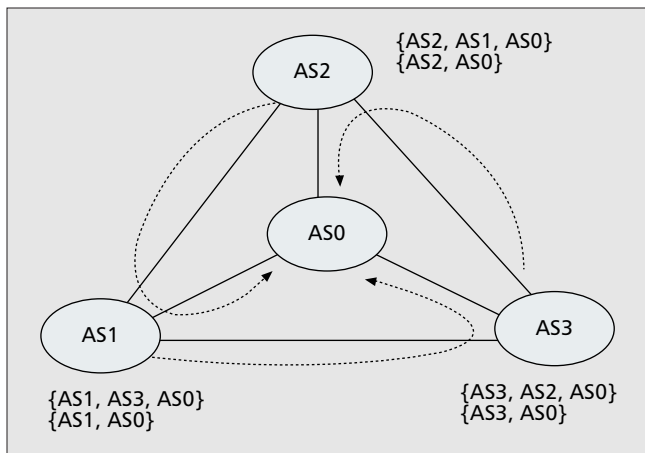 {AS2, AS1, AS0}
{AS2, AS0}
AS2
AS0
AS1
AS3
{AS1, AS3, AS0}
{AS1, AS0}
{AS3, AS2, AS0}
{AS3, AS0}